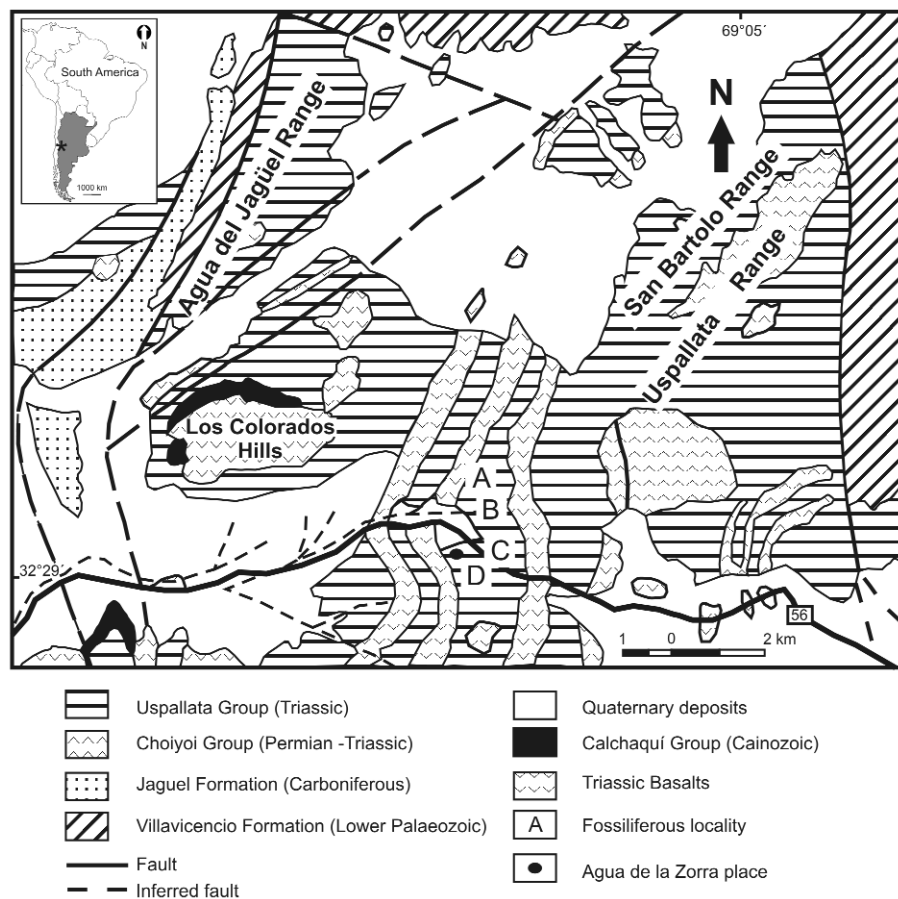 69°05´
N
South America
1000 km
N
Agua del Jagüel Range
San Bartolo Range
Uspallata Range
Los Colorados
Hills
A
B
C
D
32°29´
56
1 0 2 km
Uspallata Group (Triassic)
Choiyoi Group (Permian -Triassic)
Jaguel Formation (Carboniferous)
Villavicencio Formation (Lower Palaeozoic)
Fault
Inferred fault
Quaternary deposits
Calchaquí Group (Cainozoic)
Triassic Basalts
A Fossiliferous locality
Agua de la Zorra place